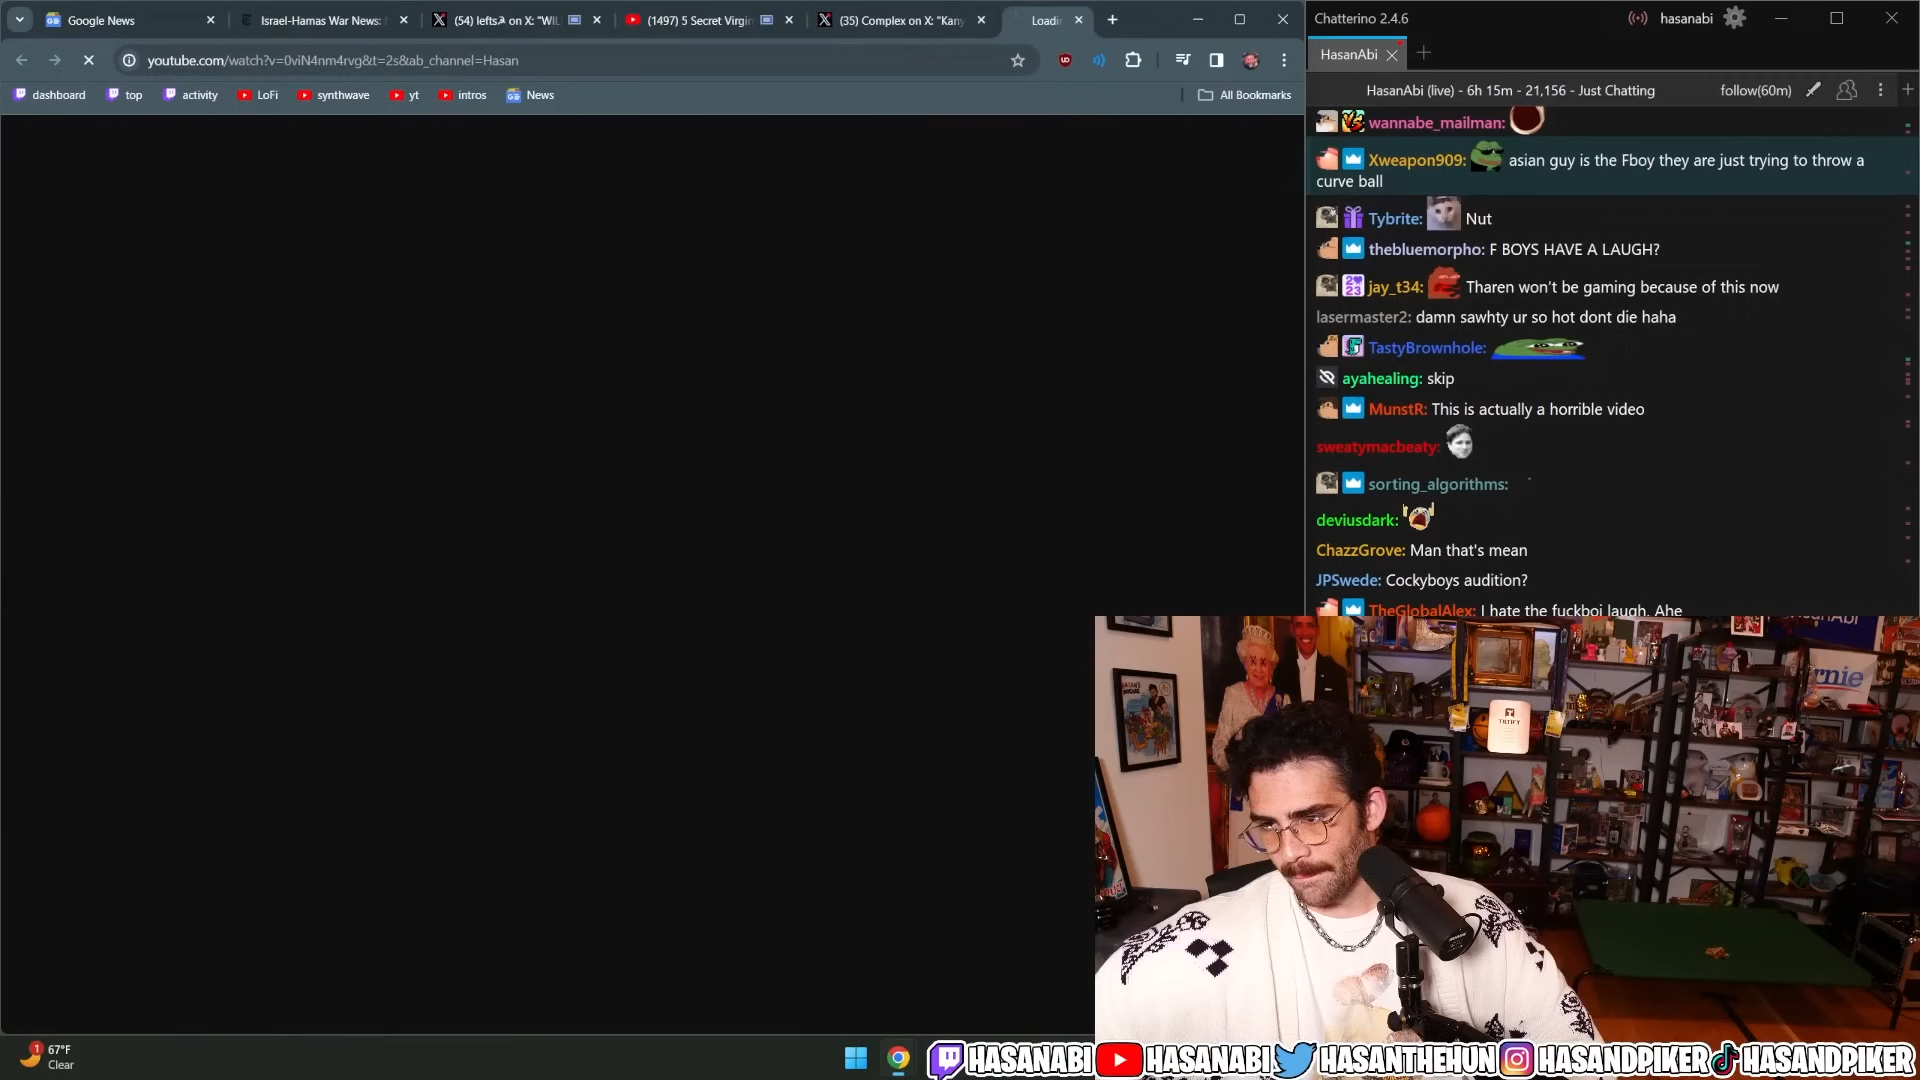 Google News
Israel-Hamas War News:
(54) lefts on X: "WIL
(1497) 5 Secret Virgin
(35) Complex on X: "Kany
Loadin
youtube.com/watch?v=0viN4nm4rvg&t=2s&ab_channel=Hasan
dashboard
top
activity
LoFi
synthwave
yt
intros
News
All Bookmarks
Chatterino 2.4.6
hasanabi
HasanAbi
HasanAbi (live) - 6h 15m - 21,156 - Just Chatting
follow(60m)
wannabe_mailman:
Xweapon909: asian guy is the Fboy they are just trying to throw a
curve ball
Tybrite: Nut
thebluemorpho: F BOYS HAVE A LAUGH?
jay_t34: Tharen won't be gaming because of this now
lasermaster2: damn sawhty ur so hot dont die haha
TastyBrownhole:
ayahealing: skip
MunstR: This is actually a horrible video
sweatymacbeaty:
sorting_algorithms:
deviusdark:
ChazzGrove: Man that's mean
JPSwede: Cockyboys audition?
TheGlobalAlex: I hate the fuckboi laugh. Ahe
rnie
TILTIFY
1
67°F
Clear
HASANABI
HASANABI
HASANTHEHUN
HASANDPIKER
HASANDPIKER